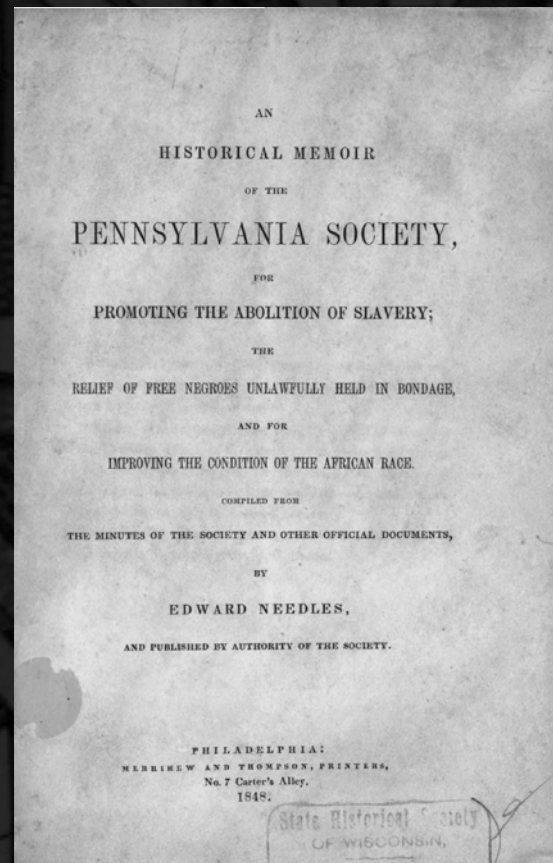 AN
HISTORICAL MEMOIR
OF THE
PENNSYLVANIA SOCIETY,
FOR
PROMOTING THE ABOLITION OF SLAVERY;
THE
RELIEF OF FREE NEGROES UNLAWFULLY HELD IN BONDAGE,
AND FOR
IMPROVING THE CONDITION OF THE AFRICAN RACE.
COMPILED FROM
THE MINUTES OF THE SOCIETY AND OTHER OFFICIAL DOCUMENTS,
BY
EDWARD NEEDLES,
AND PUBLISHED BY AUTHORITY OF THE SOCIETY.
PHILADELPHIA:
MERRIHEW AND THOMPSON, PRINTERS,
No. 7 Carter's Alley.
1848.
State Historical Society
OF WISCONSIN,